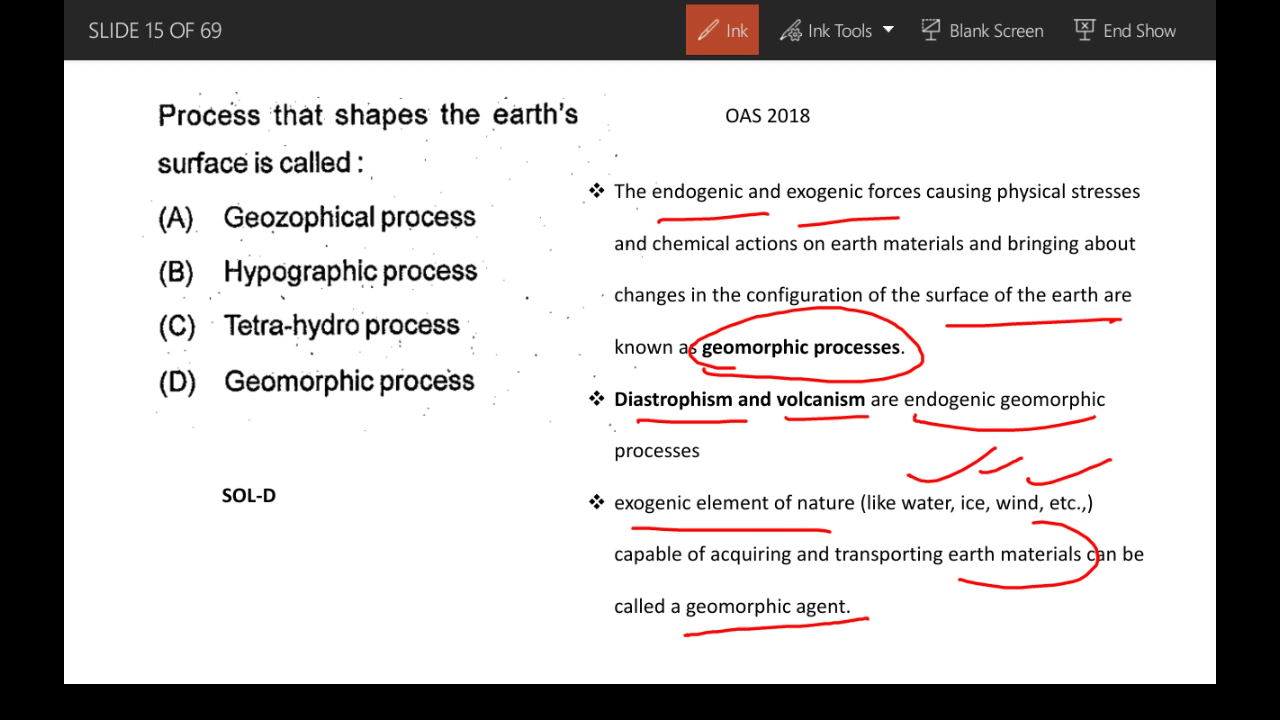 SLIDE 15 OF 69
Ink
Ink Tools
Blank Screen
End Show
Process that shapes the earth's
surface is called :
(A) Geozophical process
(B) Hypographic process
(C) Tetra-hydro process
(D) Geomorphic process
SOL-D
OAS 2018
❖ The endogenic and exogenic forces causing physical stresses
and chemical actions on earth materials and bringing about
changes in the configuration of the surface of the earth are
known as geomorphic processes.
❖ Diastrophism and volcanism are endogenic geomorphic
processes
❖ exogenic element of nature (like water, ice, wind, etc.,)
capable of acquiring and transporting earth materials can be
called a geomorphic agent.